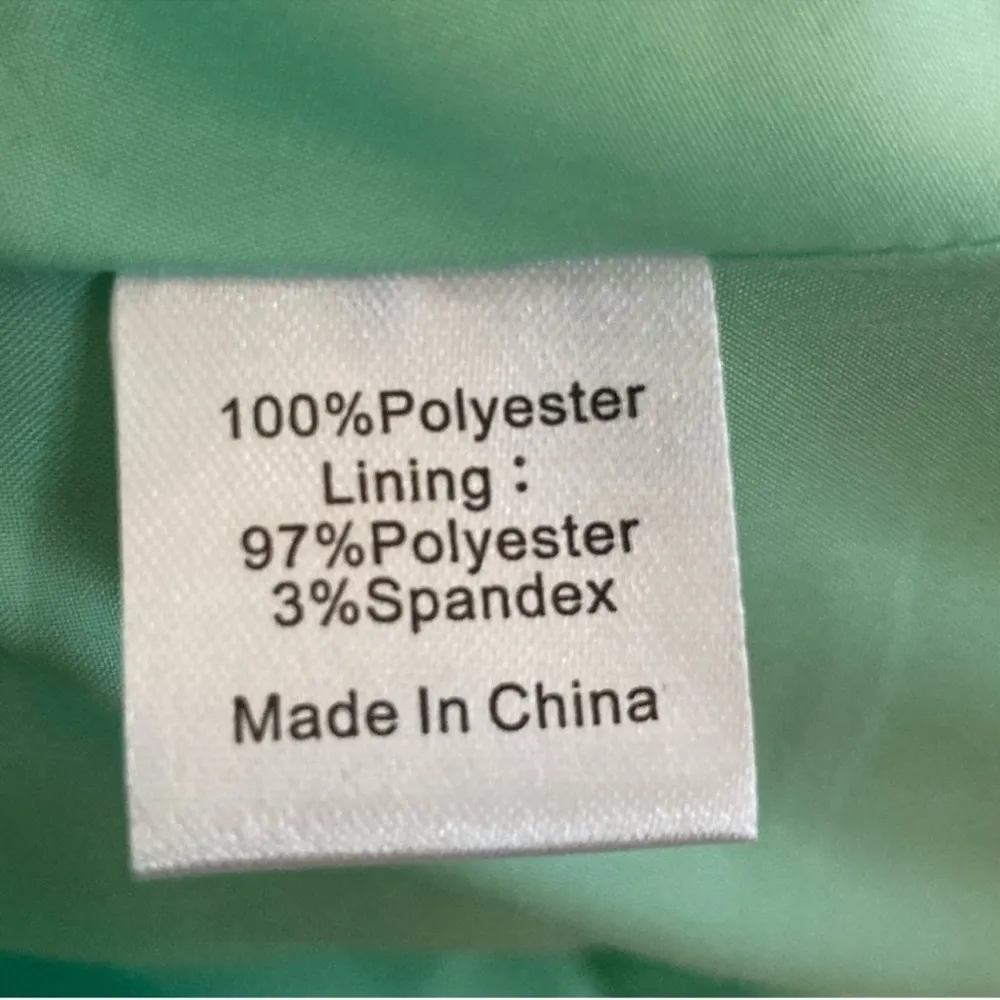 100%Polyester
Lining：
97%Polyester
3%Spandex
Made In China